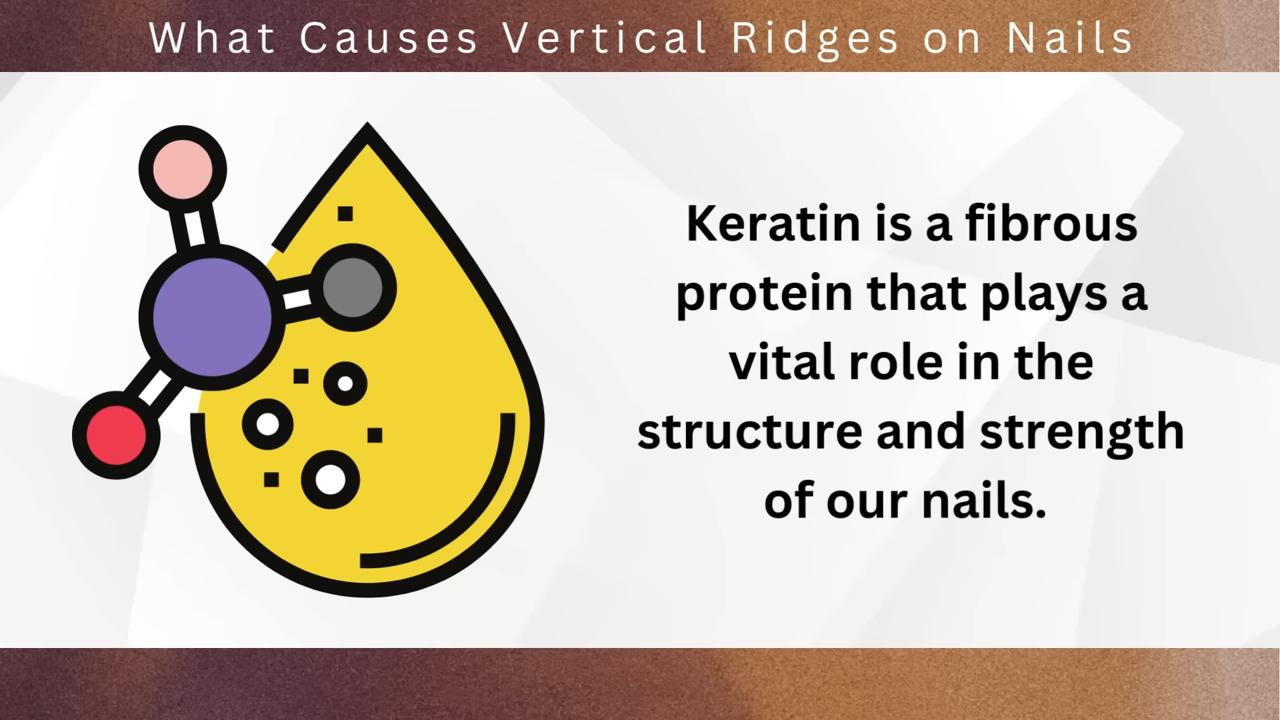 What Causes Vertical Ridges on Nails
Keratin is a fibrous
protein that plays a
vital role in the
structure and strength
of our nails.